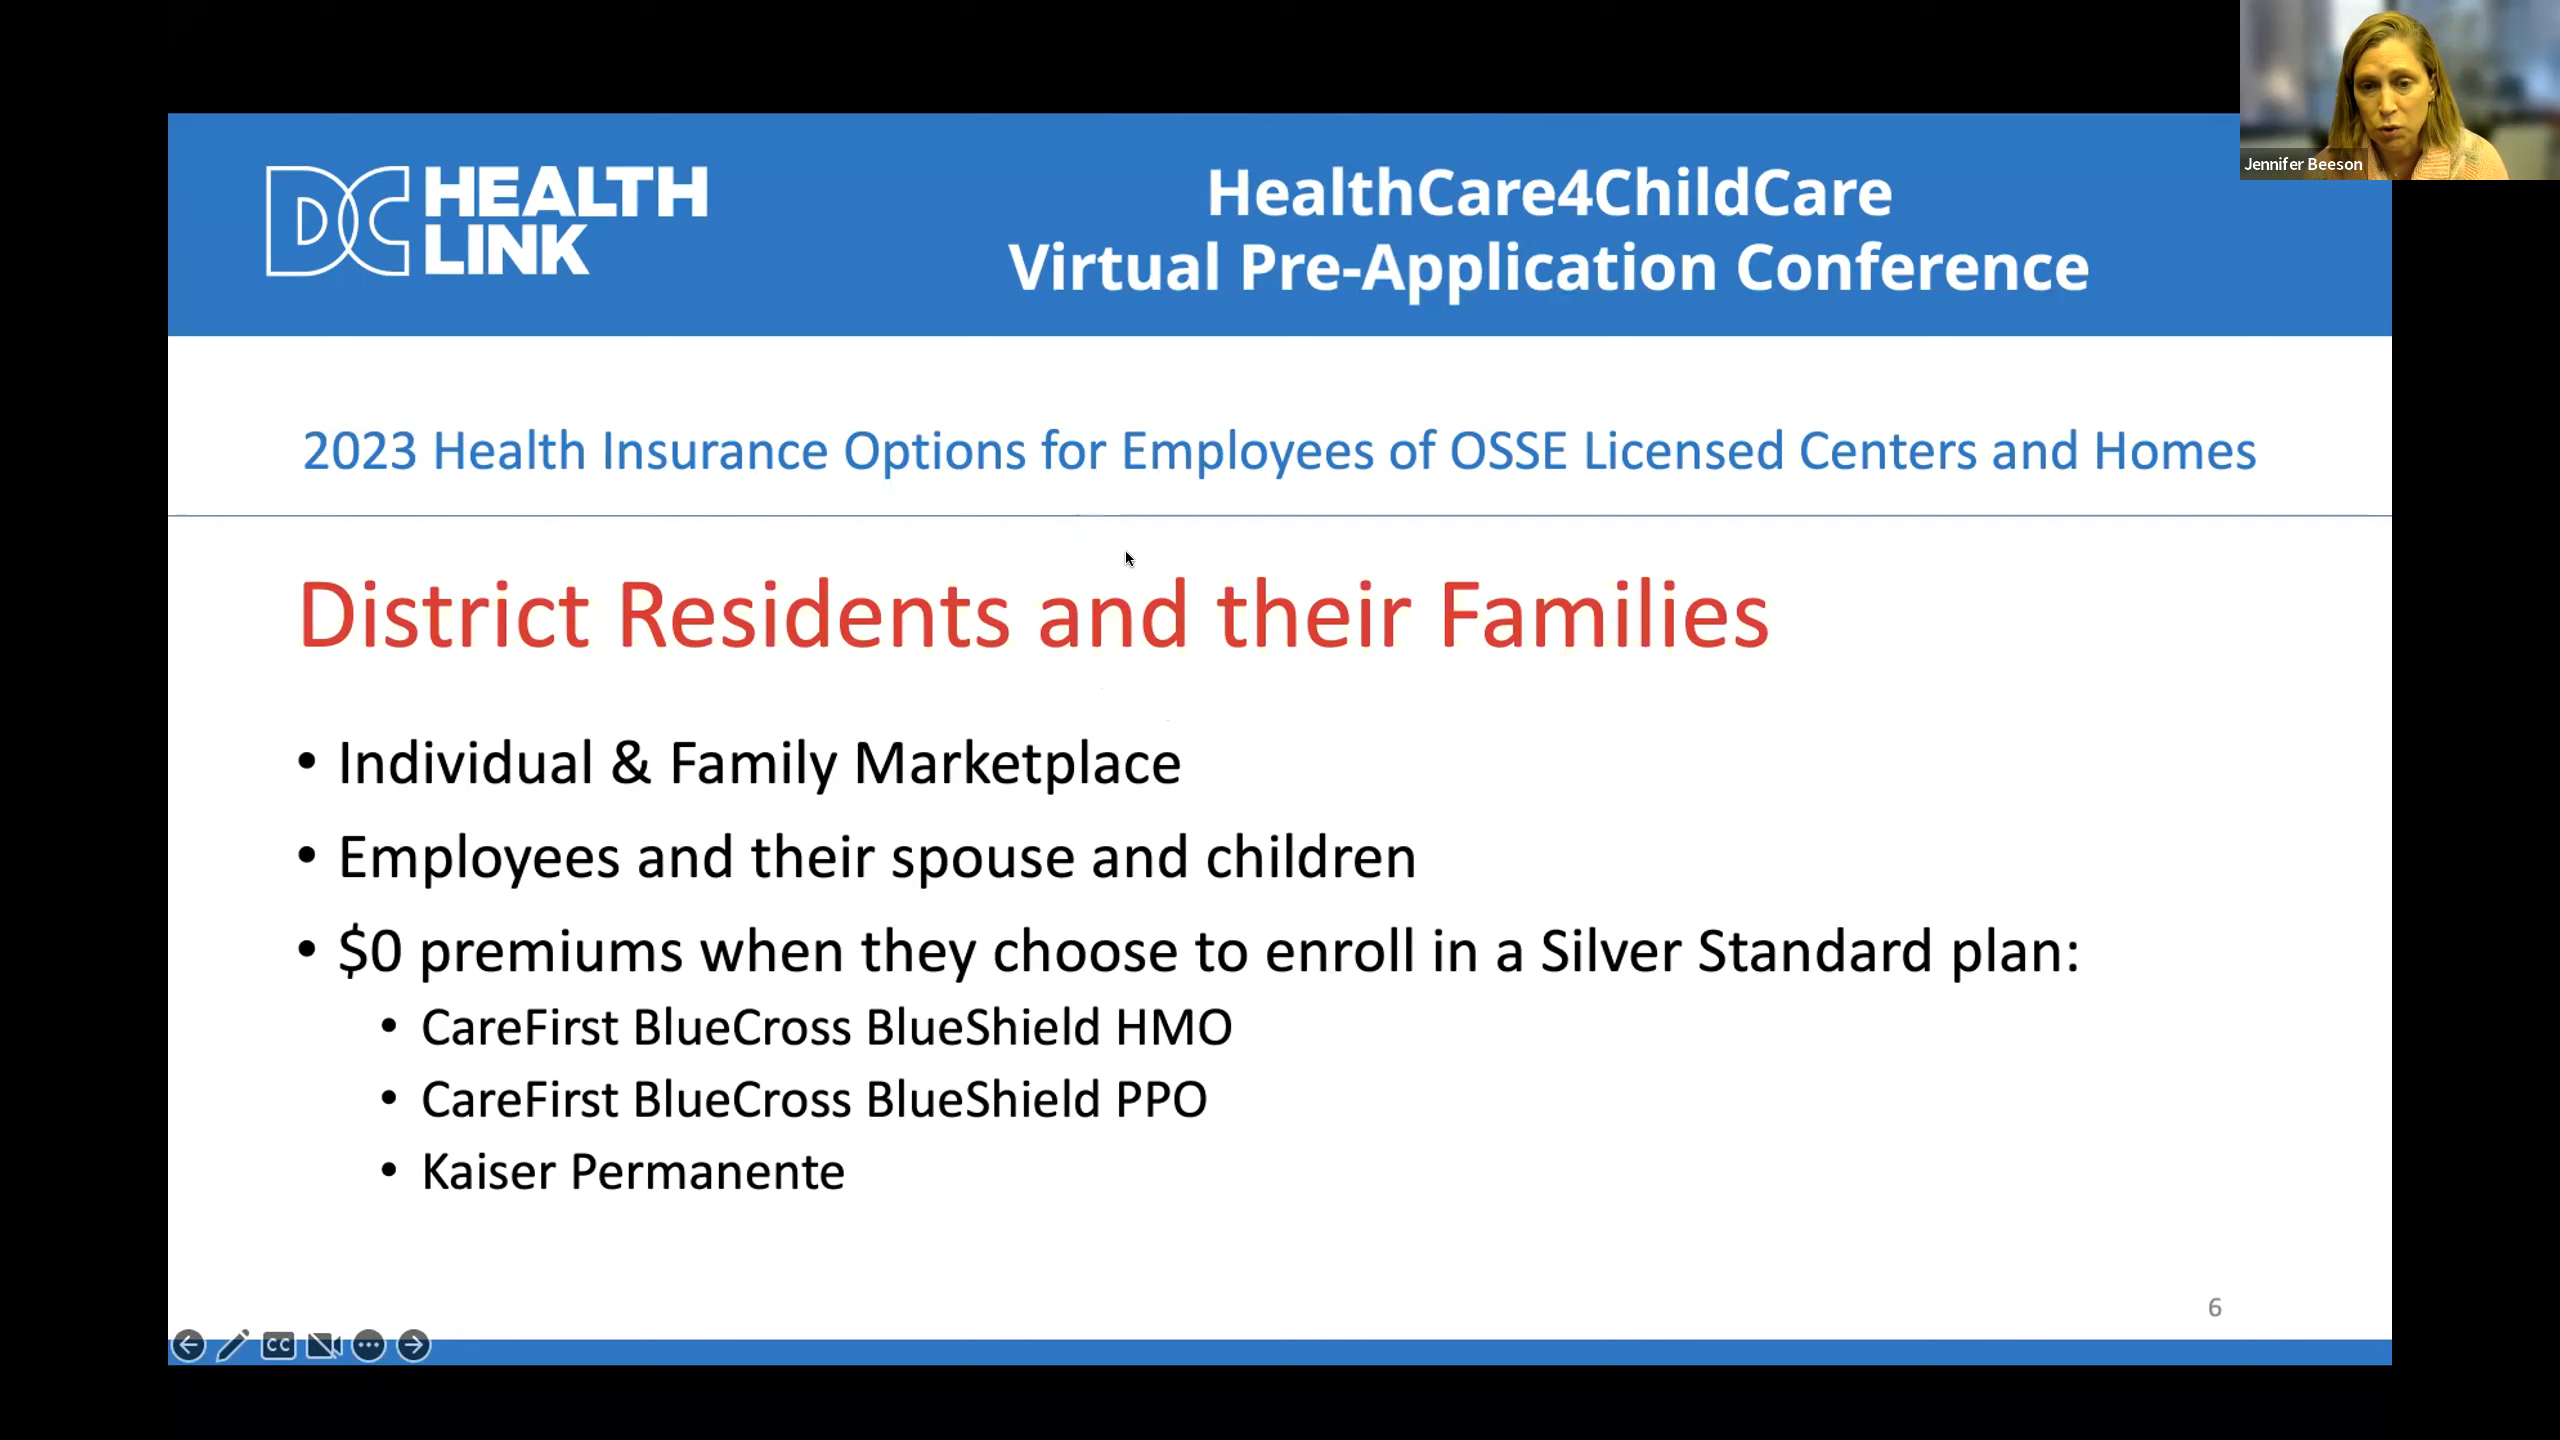 DC HEALTH LINK
HealthCare4ChildCare
Virtual Pre-Application Conference
Jennifer Beeson
2023 Health Insurance Options for Employees of OSSE Licensed Centers and Homes
District Residents and their Families
• Individual & Family Marketplace
• Employees and their spouse and children
• $0 premiums when they choose to enroll in a Silver Standard plan:
• CareFirst BlueCross BlueShield HMO
• CareFirst BlueCross BlueShield PPO
• Kaiser Permanente
6
CC